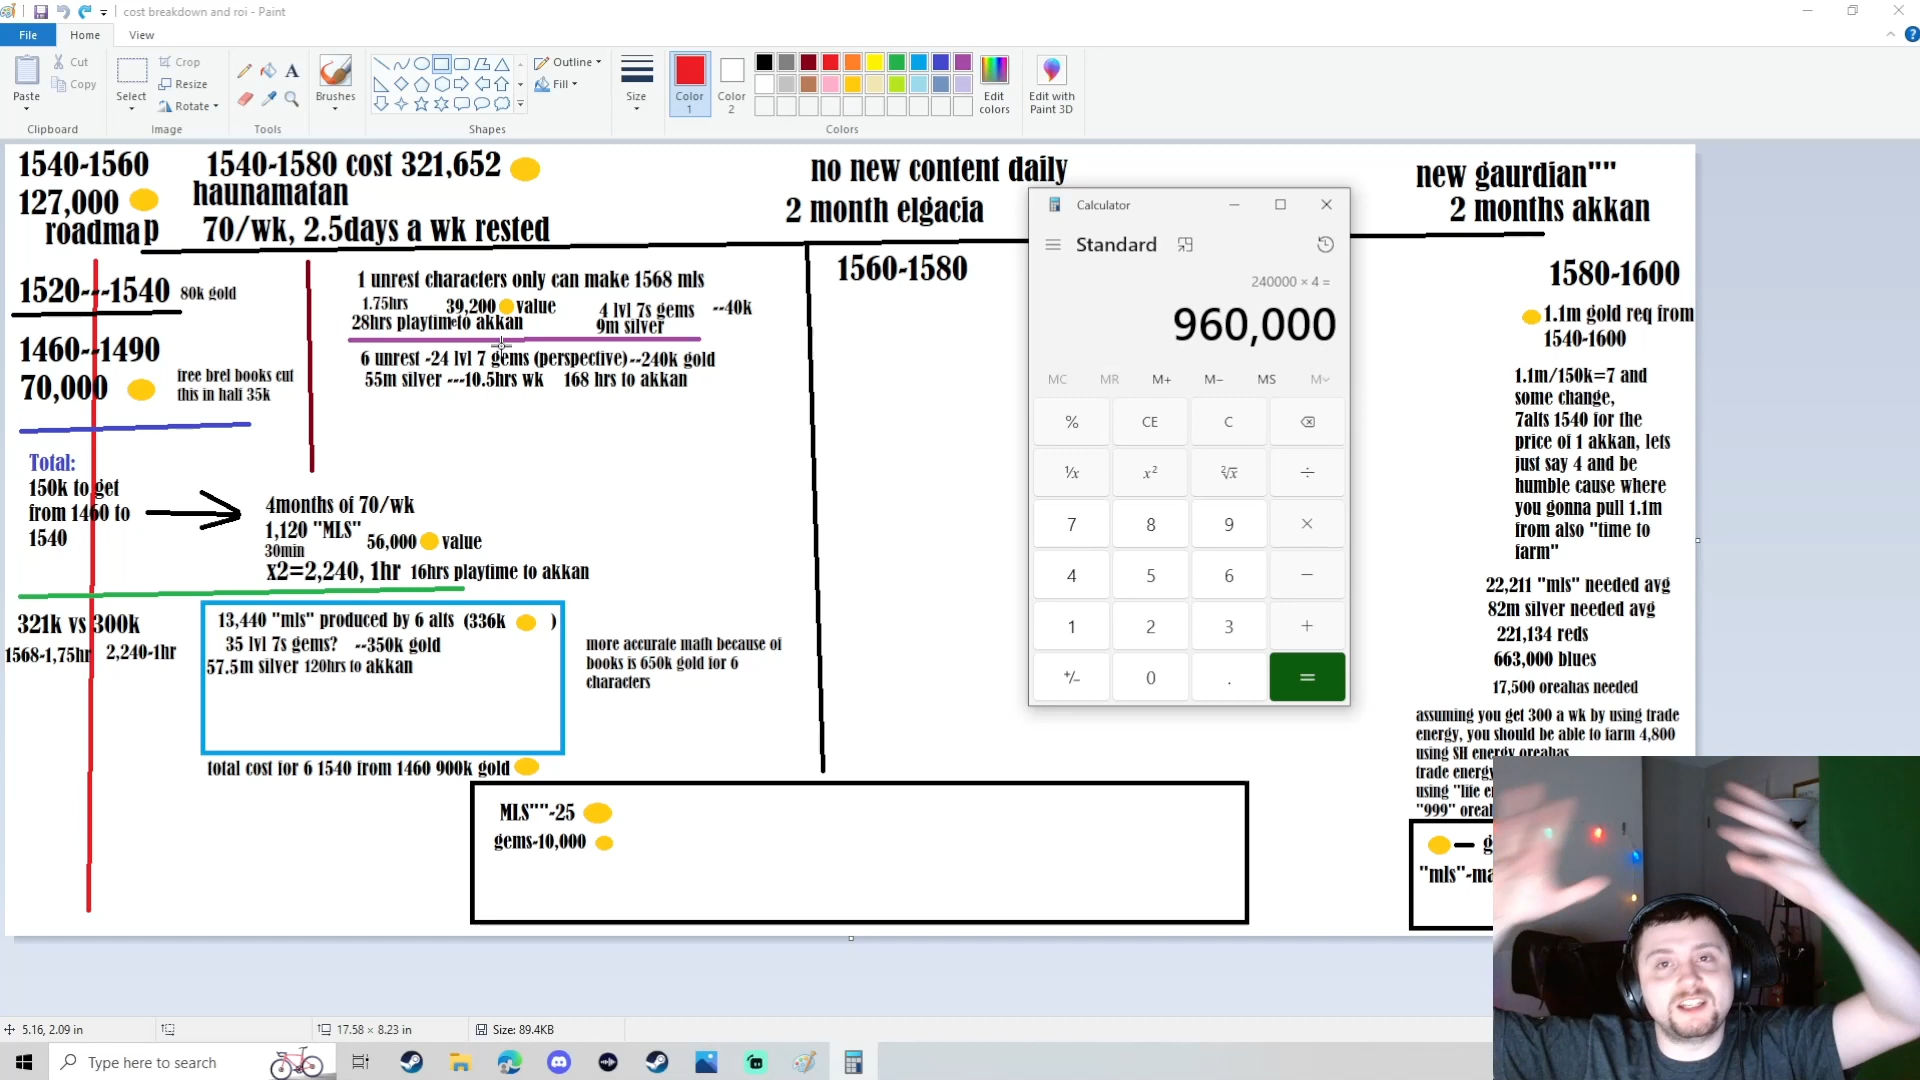 cost breakdown and roi - Paint
File
Home
View
Paste
Cut
Copy
Clipboard
Select
Crop
Resize
Rotate
Image
Tools
Brushes
Shapes
Outline
Fill
Size
Color
1
Color
2
Colors
Edit
colors
Edit with
Paint 3D
1540-1560
127,000
roadmap
1540-1580 cost 321,652
haunamatan
70/wk, 2.5days a wk rested
no new content daily
2 month elgacia
new gaurdian""
2 months akkan
1520---1540 80k gold
1460--1490
70,000
free brel books cut
this in half 35k
Total:
150k to get
from 1460 to
1540
1 unrest characters only can make 1568 mls
1.75hrs
39,200 value
4 lvl 7s gems --40k
28hrs playtime to akkan
9m silver
6 unrest -24 lvl 7 gems (perspective)--240k gold
55m silver ---10.5hrs wk 168 hrs to akkan
4months of 70/wk
1,120 "MLS"
30min
56,000 value
x2=2,240, 1hr 16hrs playtime to akkan
321k vs 300k
1568-1,75hr 2,240-1hr
13,440 "mls" produced by 6 alts (336k )
35 lvl 7s gems? --350k gold
57.5m silver 120hrs to akkan
more accurate math because of
books is 650k gold for 6
characters
total cost for 6 1540 from 1460 900k gold
MLS""-25
gems-10,000
1560-1580
Calculator
Standard
240000 × 4 =
960,000
MC MR M+ M− MS M˅
% CE C
¹/x x² ²√x ÷
7 8 9 ×
4 5 6 −
1 2 3 +
+/− 0 . =
1580-1600
1.1m gold req from
1540-1600
1.1m/150k=7 and
some change,
7alts 1540 for the
price of 1 akkan, lets
just say 4 and be
humble cause where
you gonna pull 1.1m
from also "time to
farm"
22,211 "mls" needed avg
82m silver needed avg
221,134 reds
663,000 blues
17,500 oreahas needed
assuming you get 300 a wk by using trade
energy, you should be able to farm 4,800
using SH energy oreahas
trade energy
using "life e
"999" oreal
g
"mls"-ma
5.16, 2.09 in
17.58 × 8.23 in
Size: 89.4KB
Type here to search